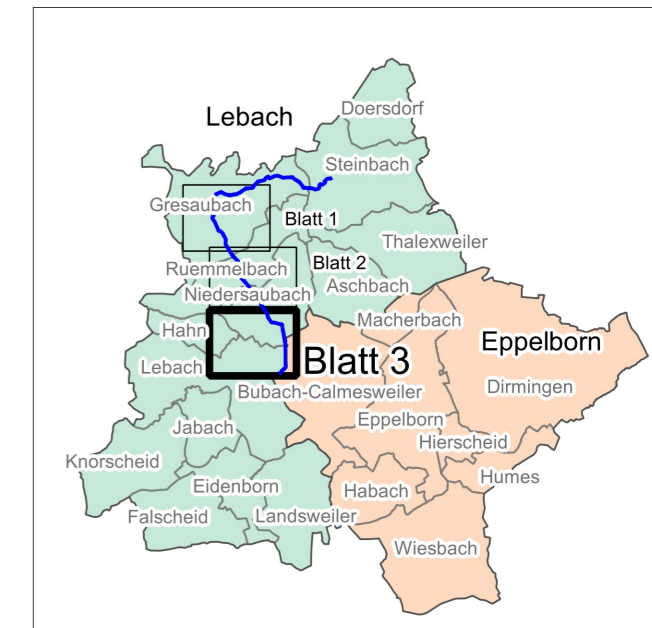 Doersdorf
Lebach
Steinbach
Gresaubach
Blatt 1
Thalexweiler
Blatt 2
Ruemmelbach
Aschbach
Niedersaubach
Macherbach
Hahn
Eppelborn
Blatt 3
Lebach
Dirmingen
Bubach-Calmesweiler
Eppelborn
Jabach
Hierscheid
Knorscheid
Humes
Eidenborn
Habach
Falscheid
Landsweiler
Wiesbach